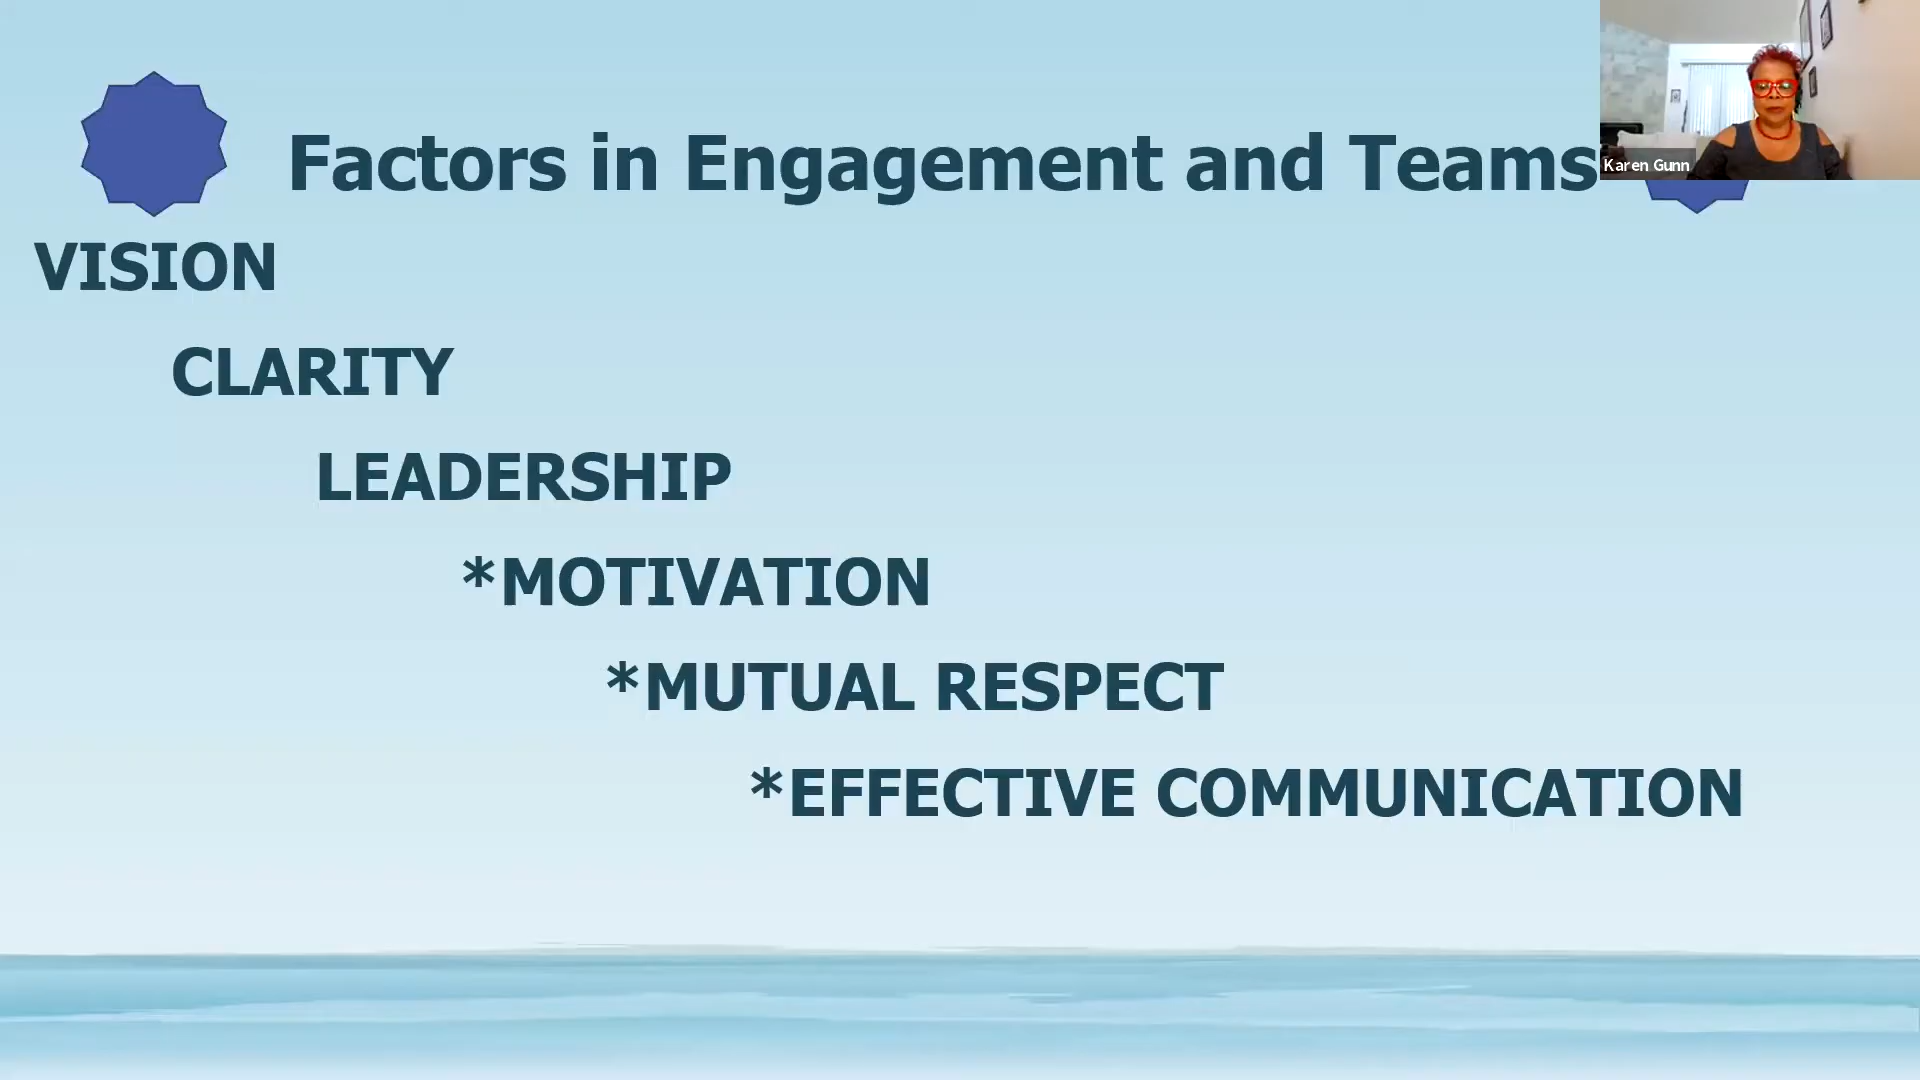 Factors in Engagement and Teams
Karen Gunn
VISION
CLARITY
LEADERSHIP
*MOTIVATION
*MUTUAL RESPECT
*EFFECTIVE COMMUNICATION